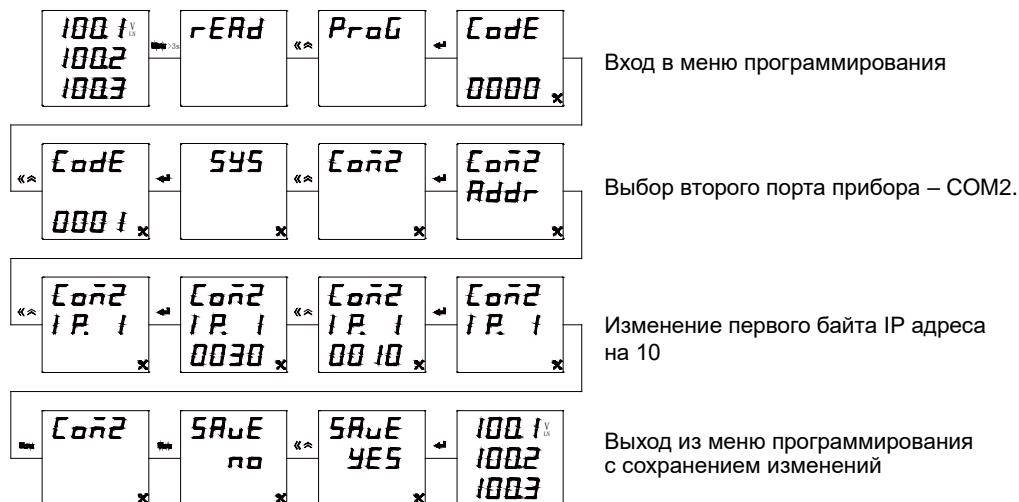 100.1 V LN
100.2
100.3
>3s
rEAd
ProG
CodE
0000
Вход в меню программирования
CodE
0001
SYS
Com2
Com2
Addr
Выбор второго порта прибора – COM2.
Com2
IP. 1
Com2
IP. 1
0030
Com2
IP. 1
0010
Com2
IP. 1
Изменение первого байта IP адреса
на 10
Com2
SAvE
no
SAvE
YES
100.1 V LN
100.2
100.3
Выход из меню программирования
с сохранением изменений